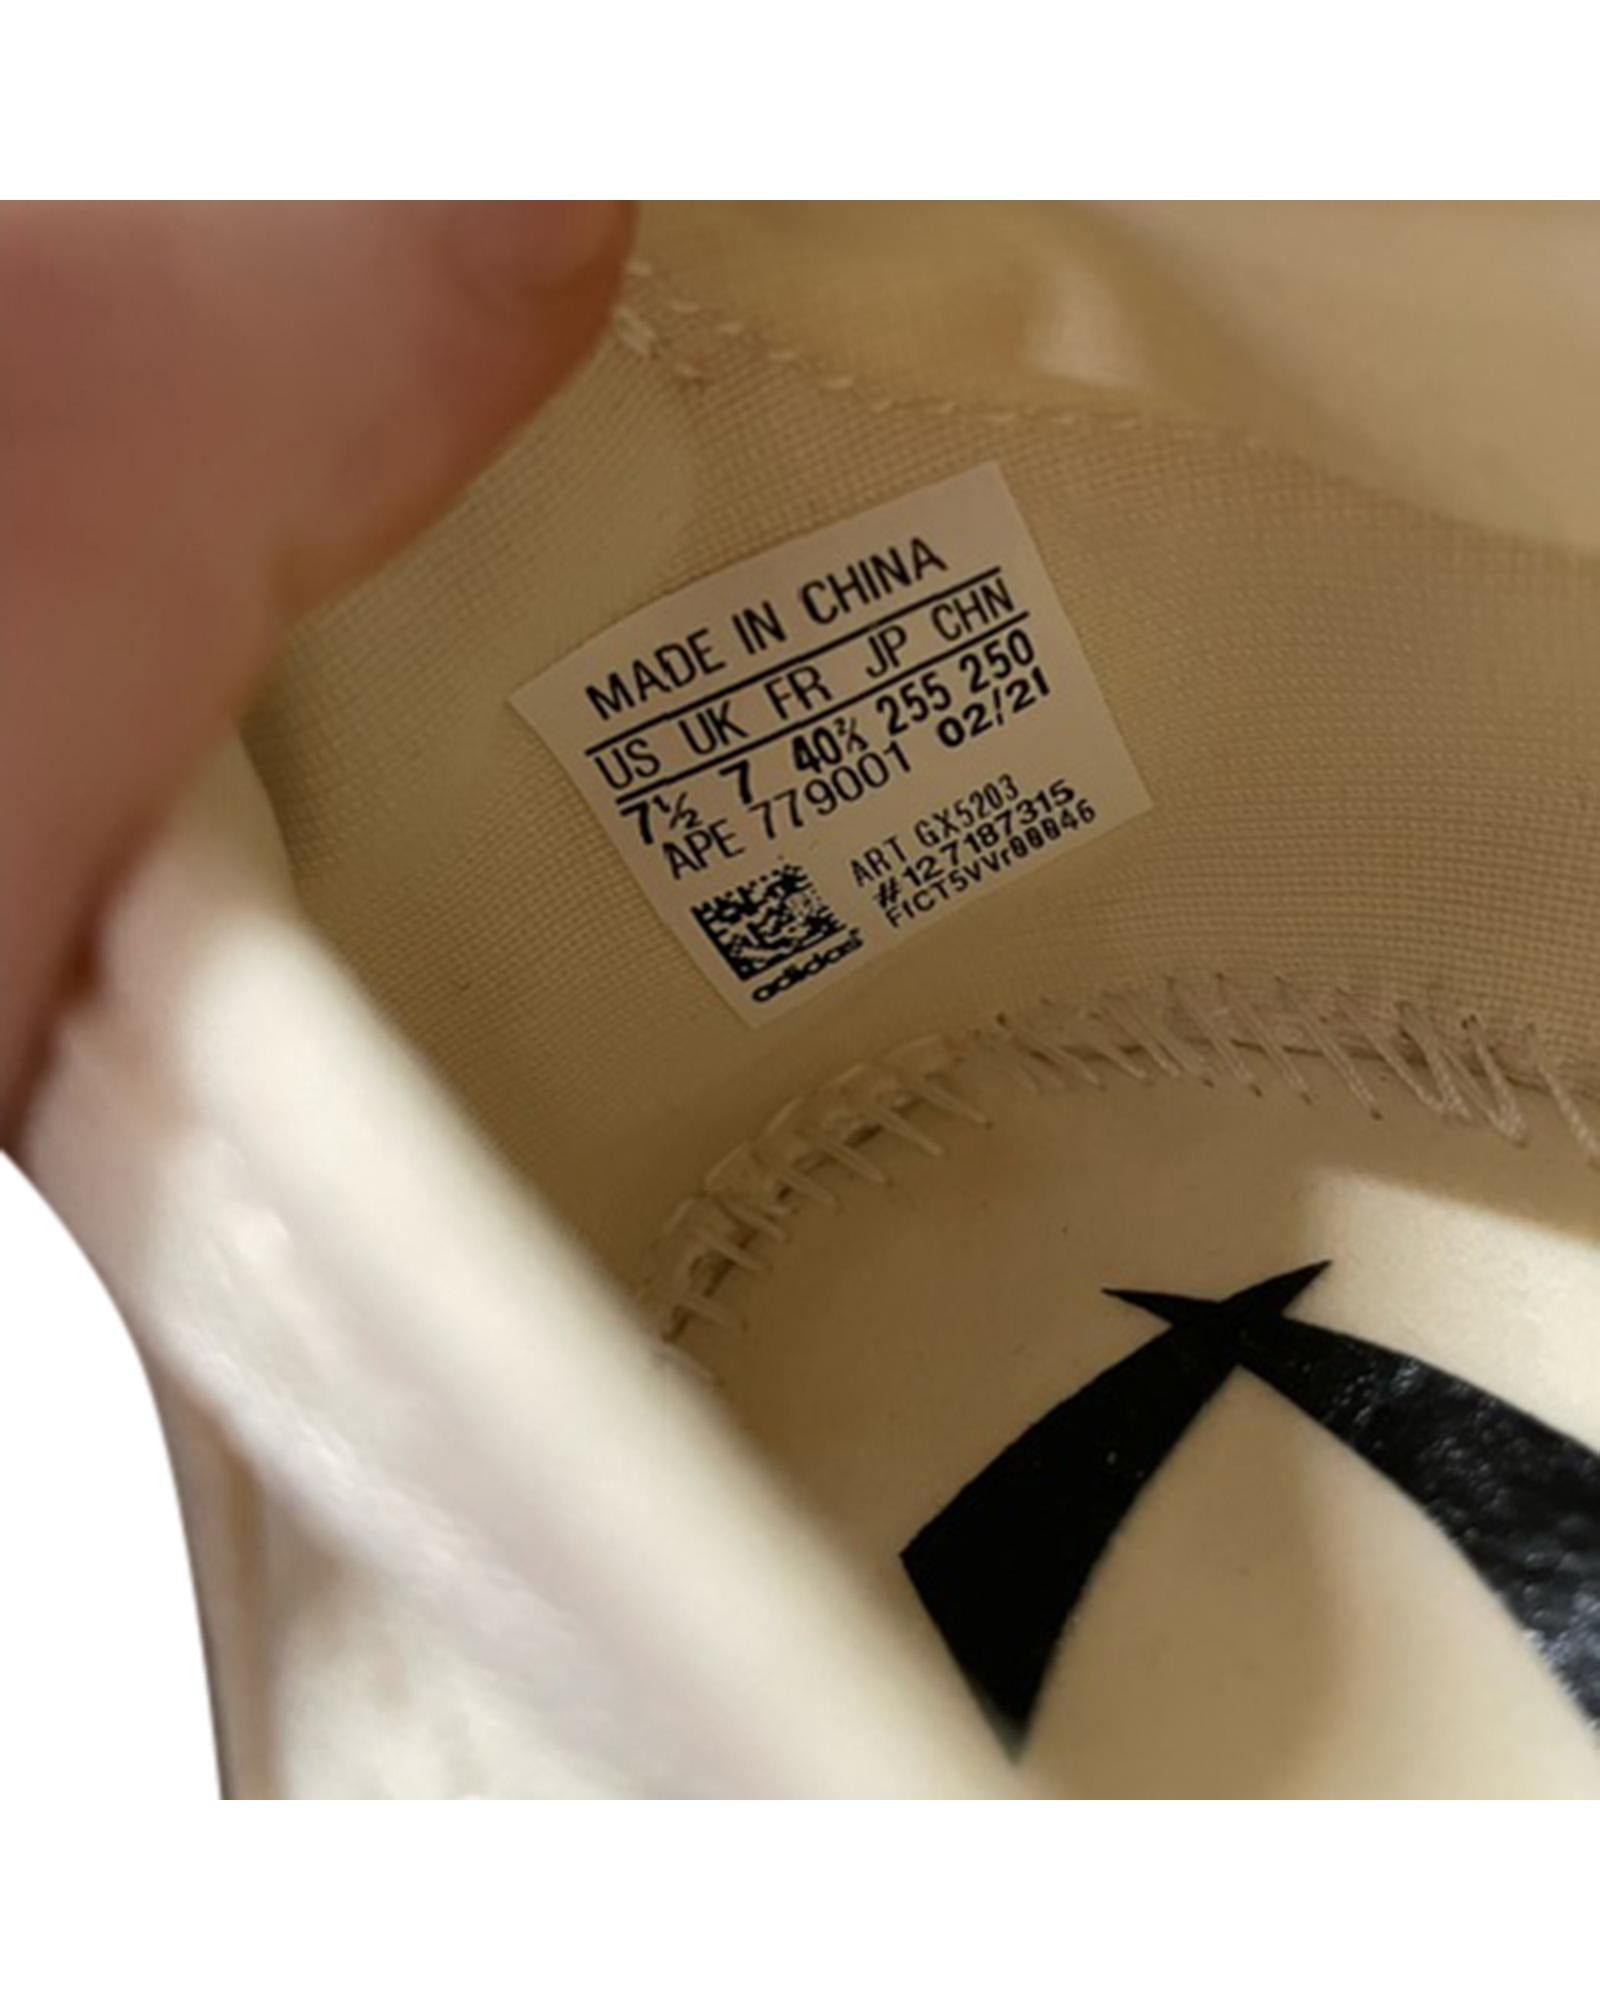 MADE IN CHINA
US UK FR JP CHN
7½ 7 40⅔ 255 250
APE 779001 02/21
ART GX5203
#127187315
F1CT5VVr00046
adidas